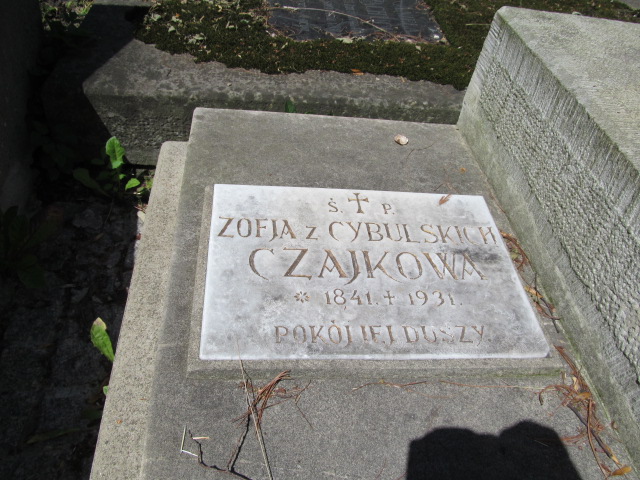 Ś. ✝ P.
ZOFJA z CYBULSKICH
CZAJKOWA
* 1841. + 1931.
POKÓJ JEJ DUSZY.